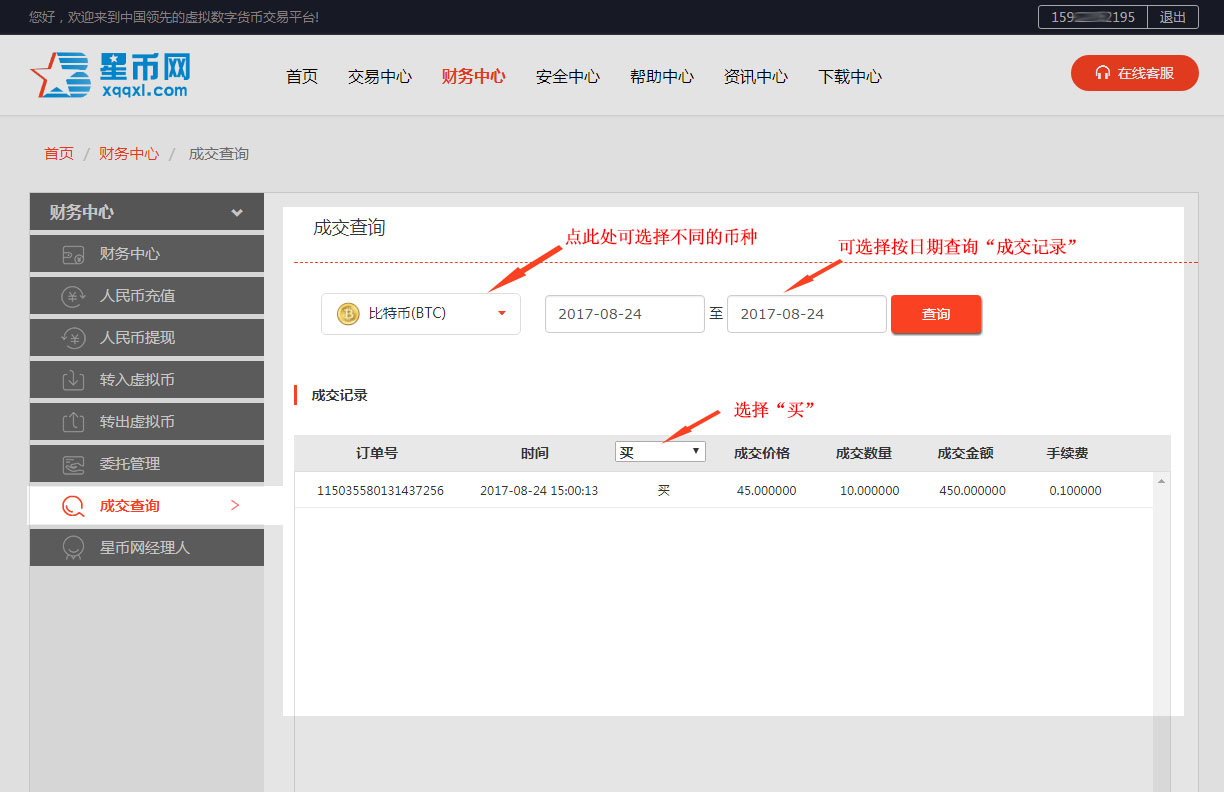 您好，欢迎来到中国领先的虚拟数字货币交易平台!
159 2195 退出
星币网
xqqxl.com
首页 交易中心 财务中心 安全中心 帮助中心 资讯中心 下载中心
在线客服
首页 / 财务中心 / 成交查询
财务中心
财务中心
人民币充值
人民币提现
转入虚拟币
转出虚拟币
委托管理
成交查询 >
星币网经理人
成交查询
点此处可选择不同的币种
可选择按日期查询“成交记录”
比特币(BTC) 2017-08-24 至 2017-08-24 查询
成交记录
选择“买”
订单号 时间 买 成交价格 成交数量 成交金额 手续费
115035580131437256 2017-08-24 15:00:13 买 45.000000 10.000000 450.000000 0.100000